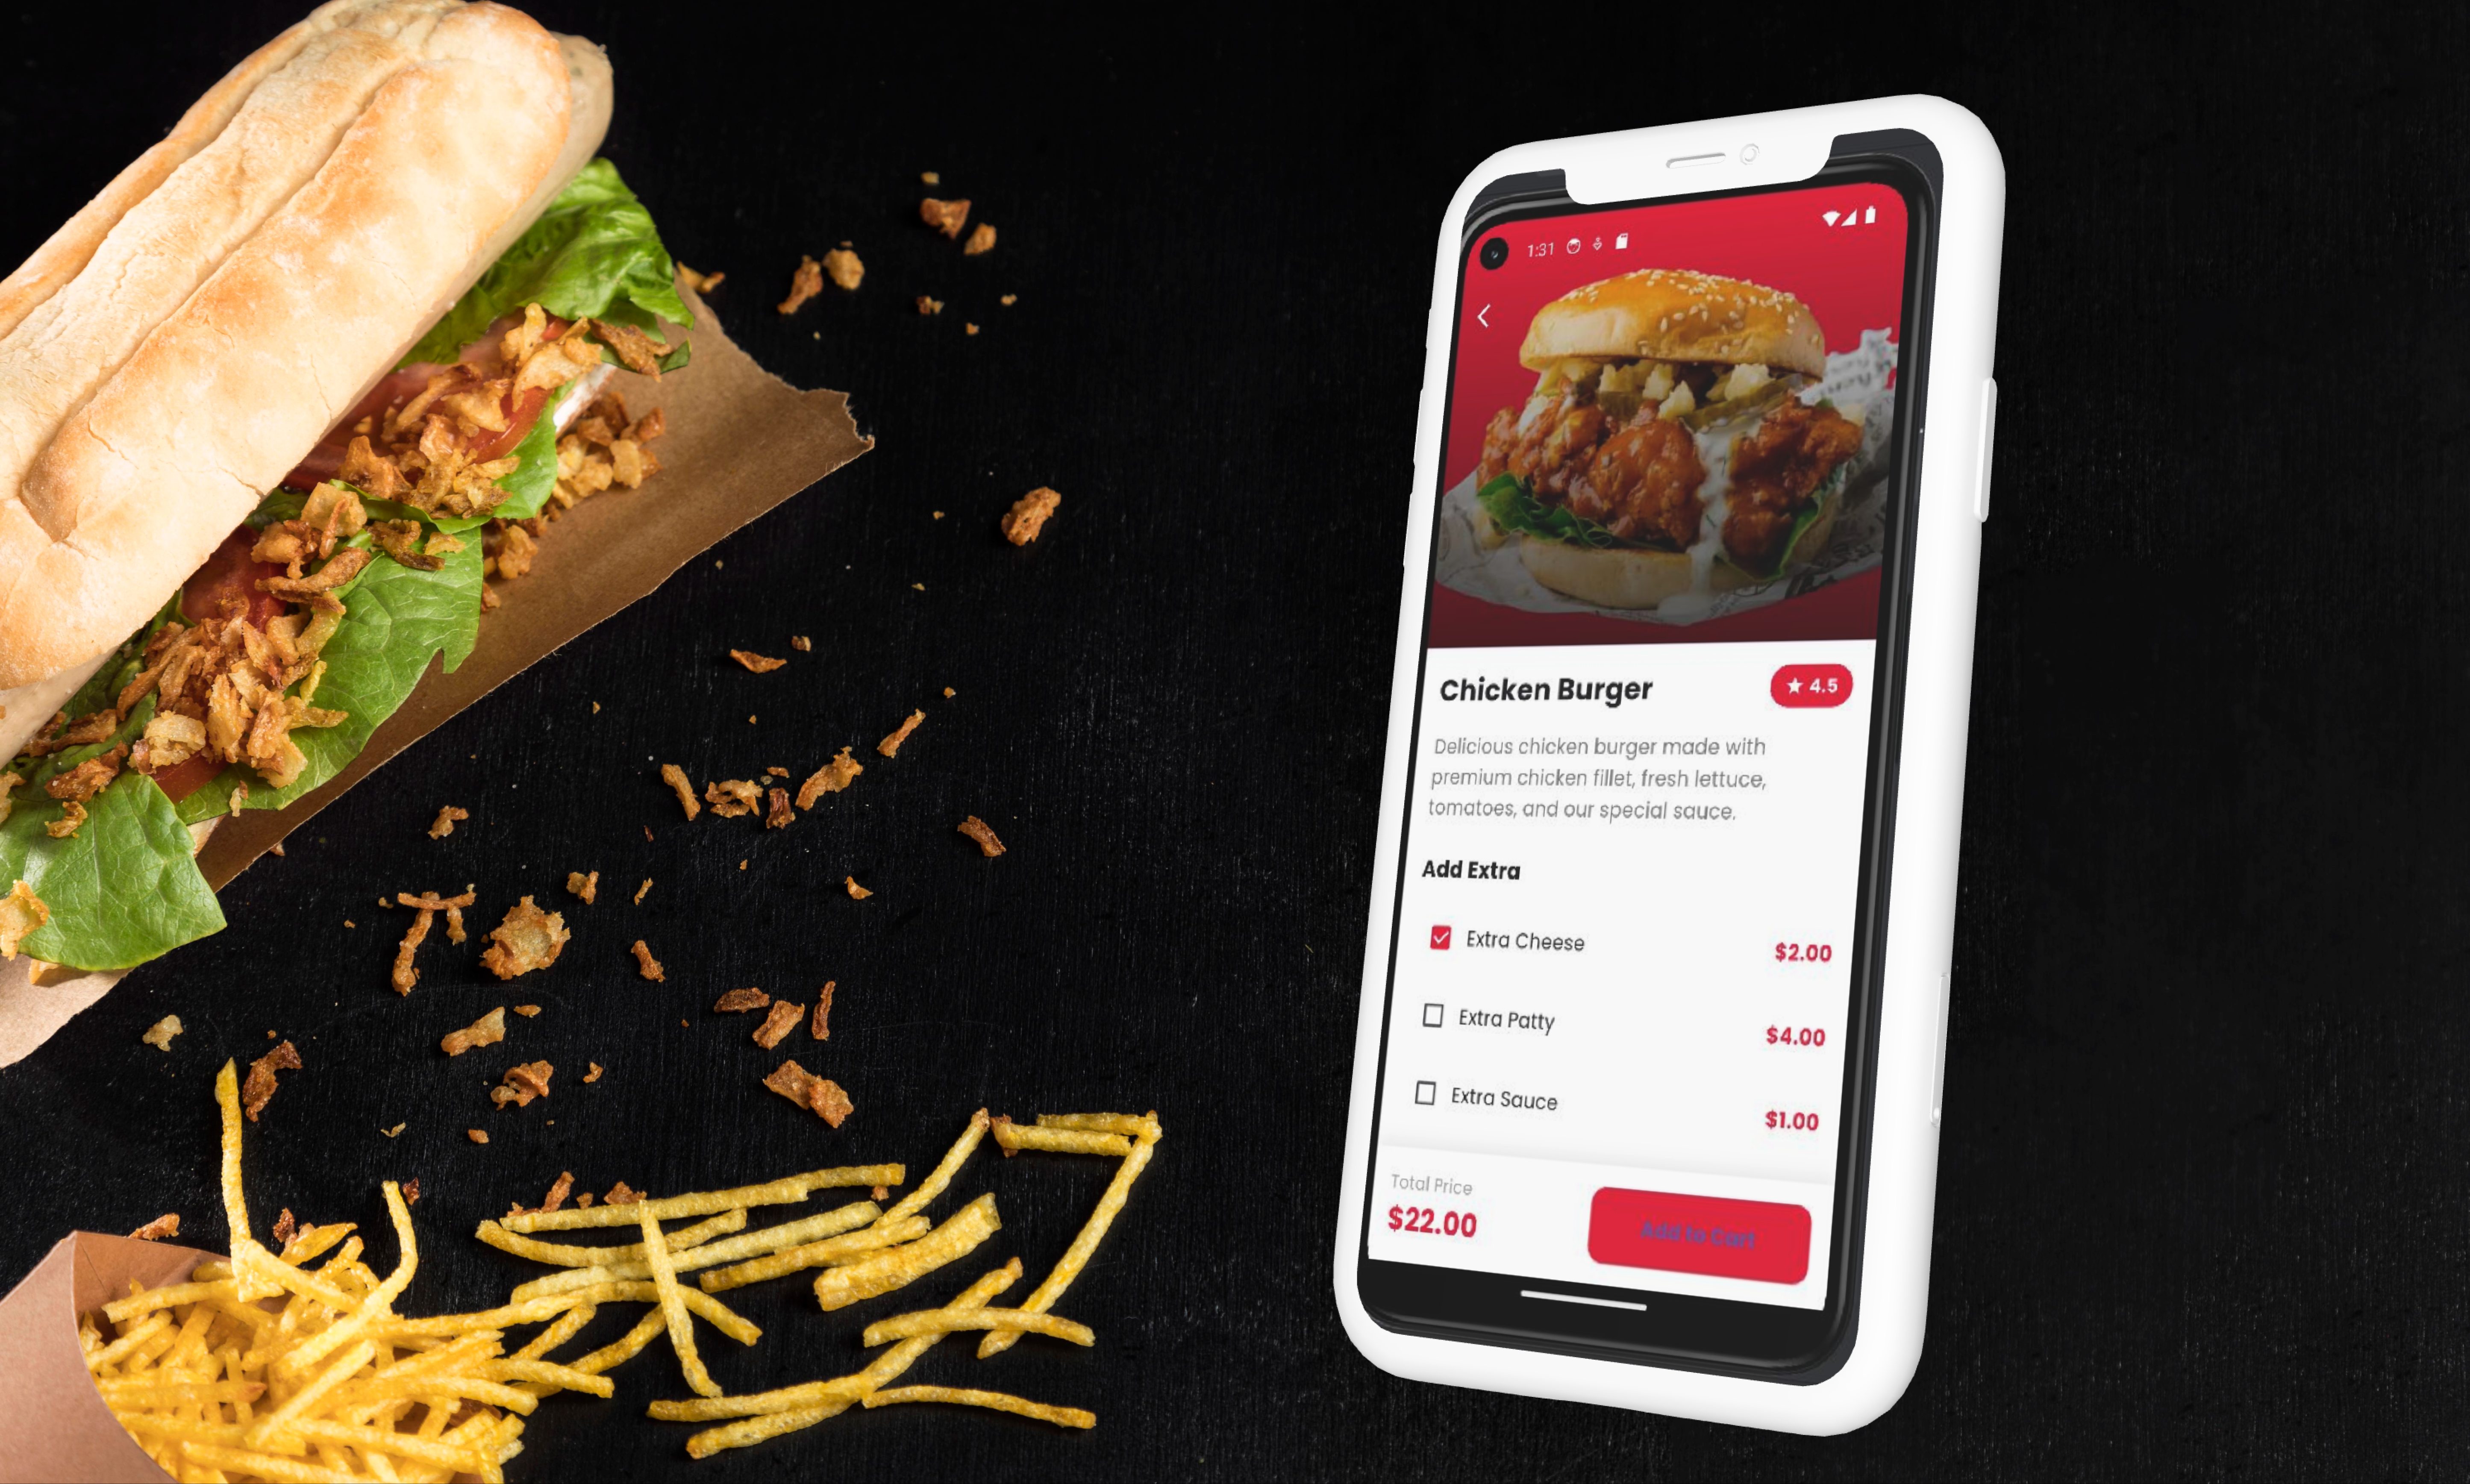 1:31
Chicken Burger
★ 4.5
Delicious chicken burger made with
premium chicken fillet, fresh lettuce,
tomatoes, and our special sauce.
Add Extra
Extra Cheese
$2.00
Extra Patty
$4.00
Extra Sauce
$1.00
Total Price
$22.00
Add to Cart